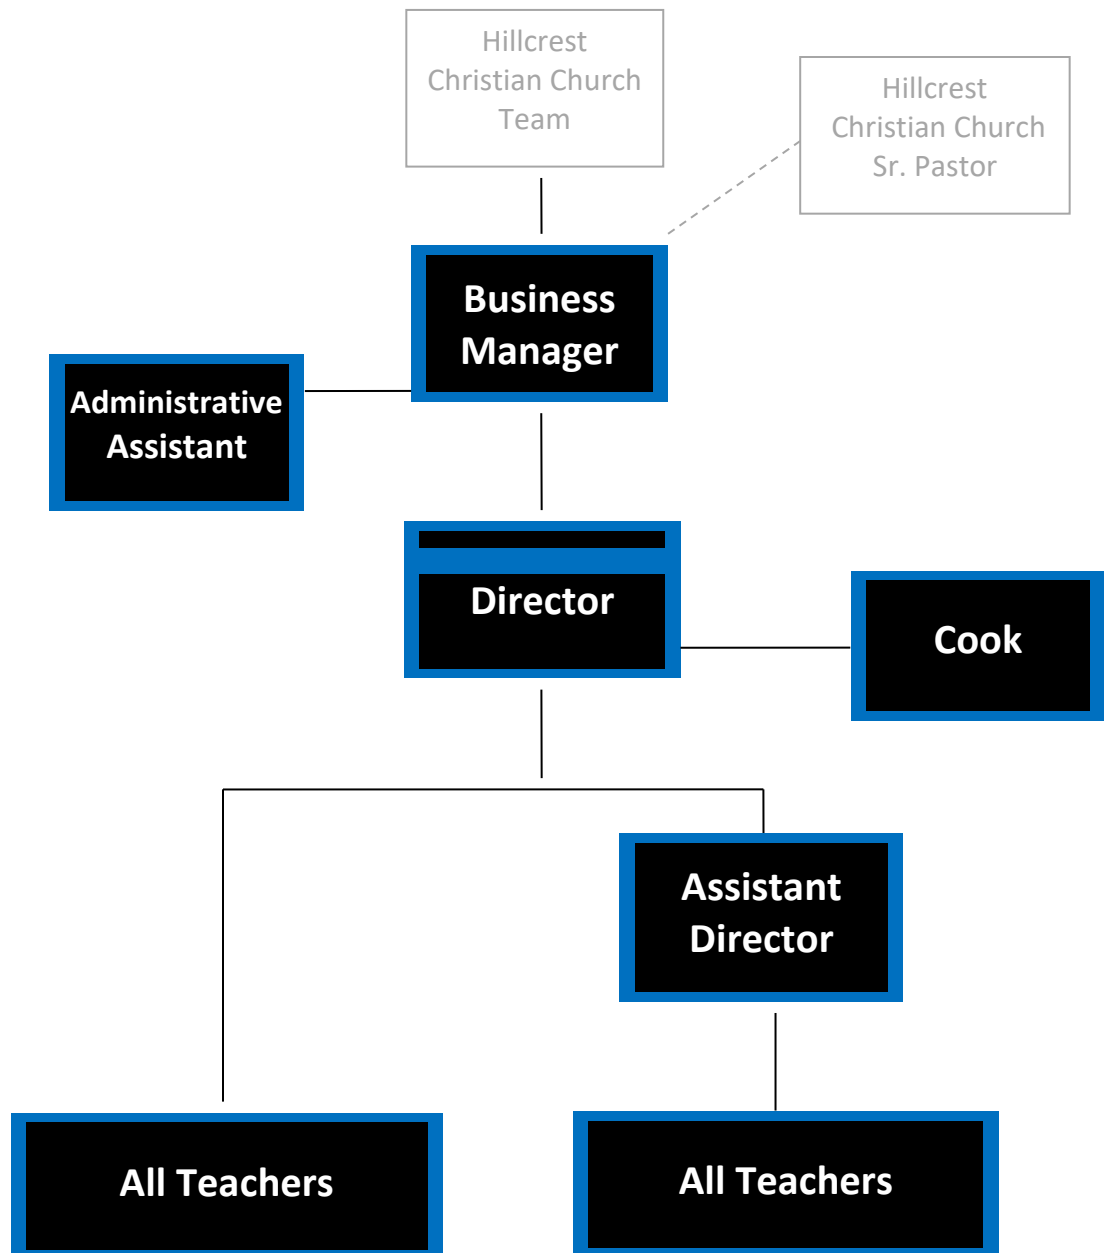 Hillcrest
Christian Church
Team
Hillcrest
Christian Church
Sr. Pastor
Business
Manager
Administrative
Assistant
Director
Cook
Assistant
Director
All Teachers
All Teachers